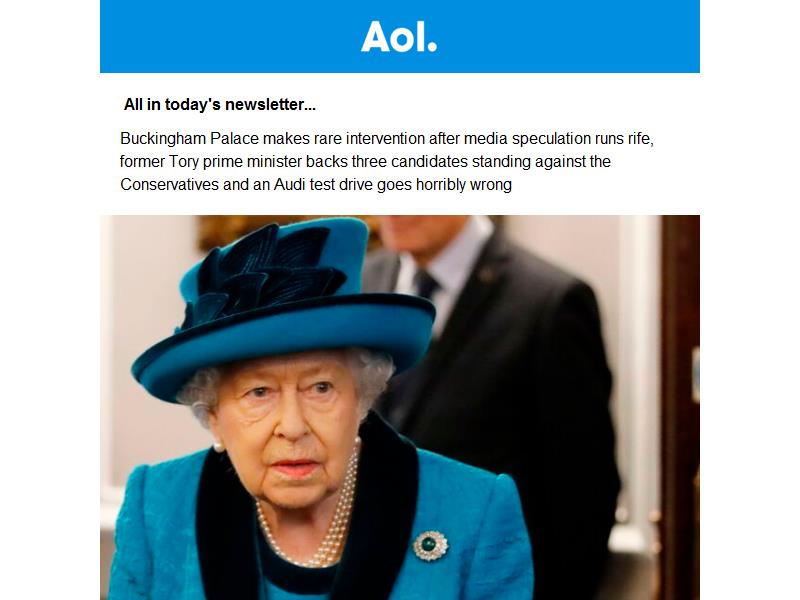 Aol.
All in today's newsletter...
Buckingham Palace makes rare intervention after media speculation runs rife,
former Tory prime minister backs three candidates standing against the
Conservatives and an Audi test drive goes horribly wrong